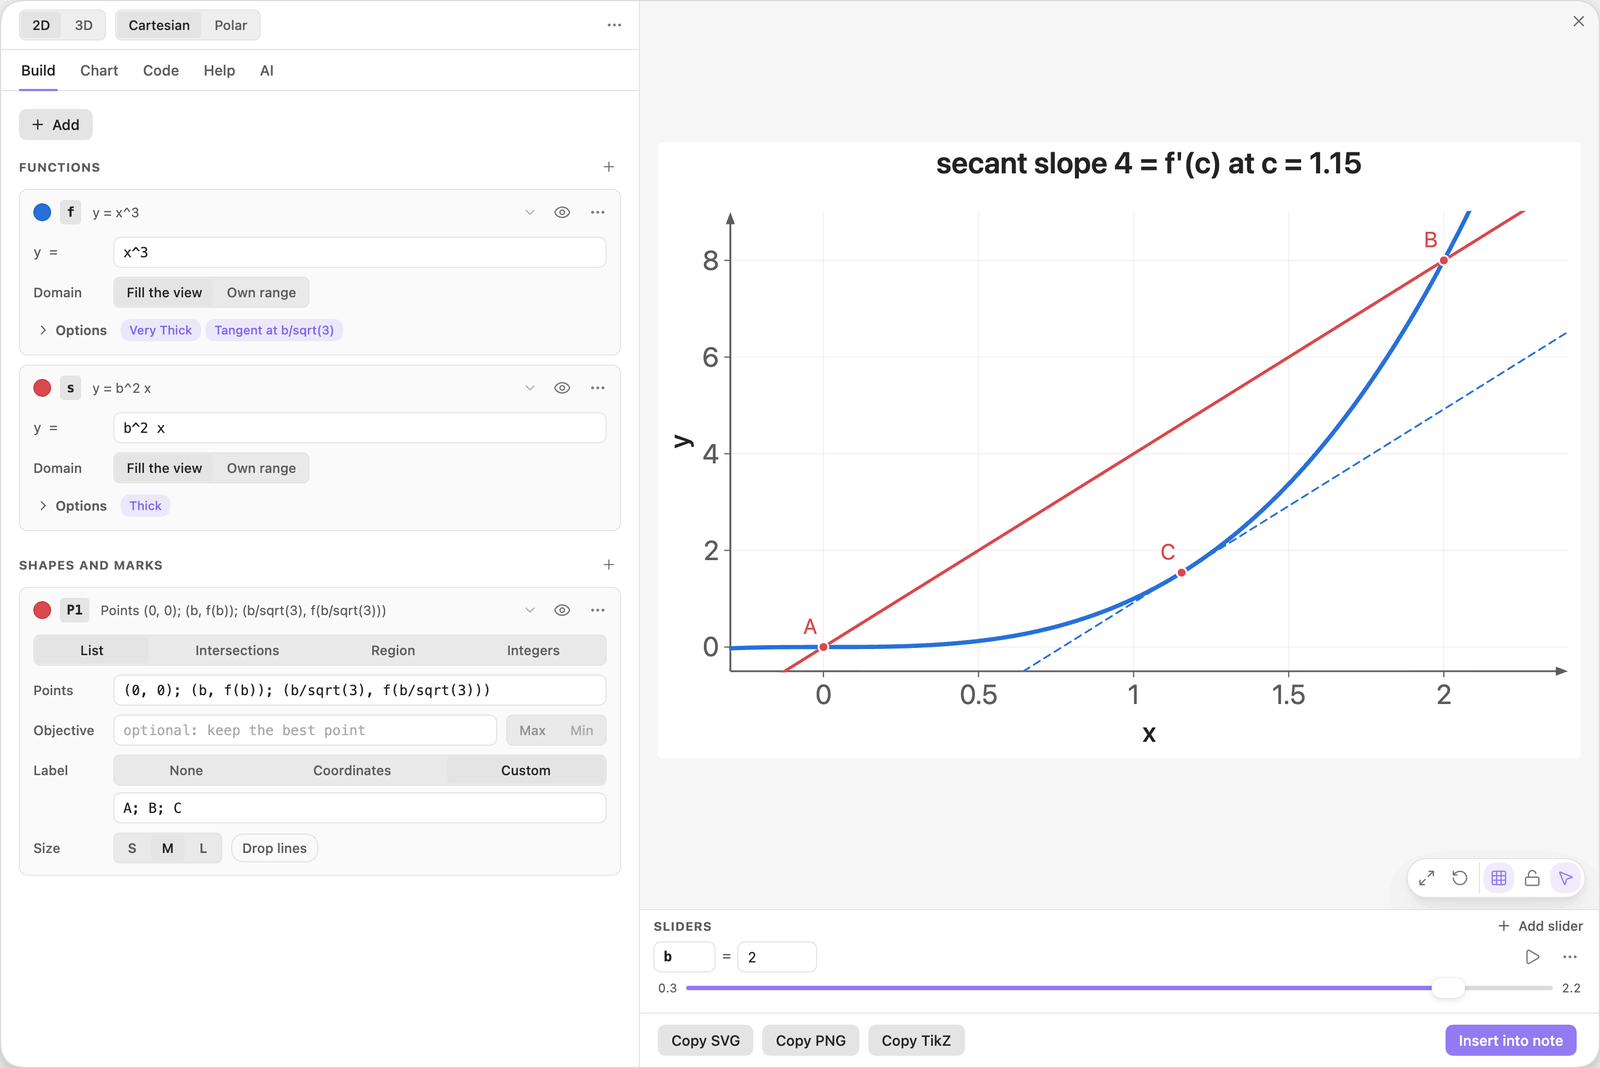 2D 3D Cartesian Polar
Build Chart Code Help AI
+ Add
FUNCTIONS
f y = x^3
y = x^3
Domain Fill the view Own range
Options Very Thick Tangent at b/sqrt(3)
s y = b^2 x
y = b^2 x
Domain Fill the view Own range
Options Thick
SHAPES AND MARKS
P1 Points (0, 0); (b, f(b)); (b/sqrt(3), f(b/sqrt(3)))
List Intersections Region Integers
Points (0, 0); (b, f(b)); (b/sqrt(3), f(b/sqrt(3)))
Objective optional: keep the best point Max Min
Label None Coordinates Custom
A; B; C
Size S M L Drop lines
secant slope 4 = f'(c) at c = 1.15
B
8
6
y
4
2
C
A
0
0 0.5 1 1.5 2
x
SLIDERS + Add slider
b = 2
0.3 2.2
Copy SVG Copy PNG Copy TikZ Insert into note